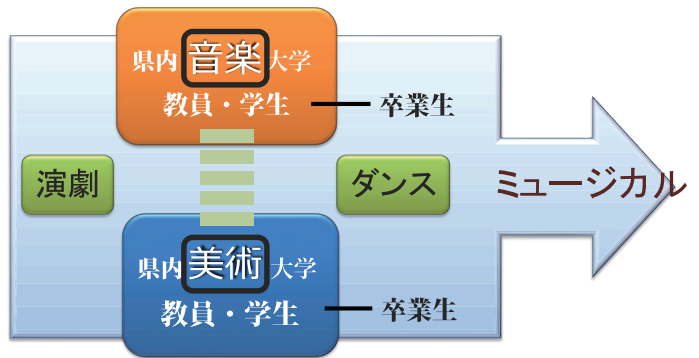 県内音楽大学
教員・学生
卒業生
演劇
ダンス
ミュージカル
県内美術大学
教員・学生
卒業生